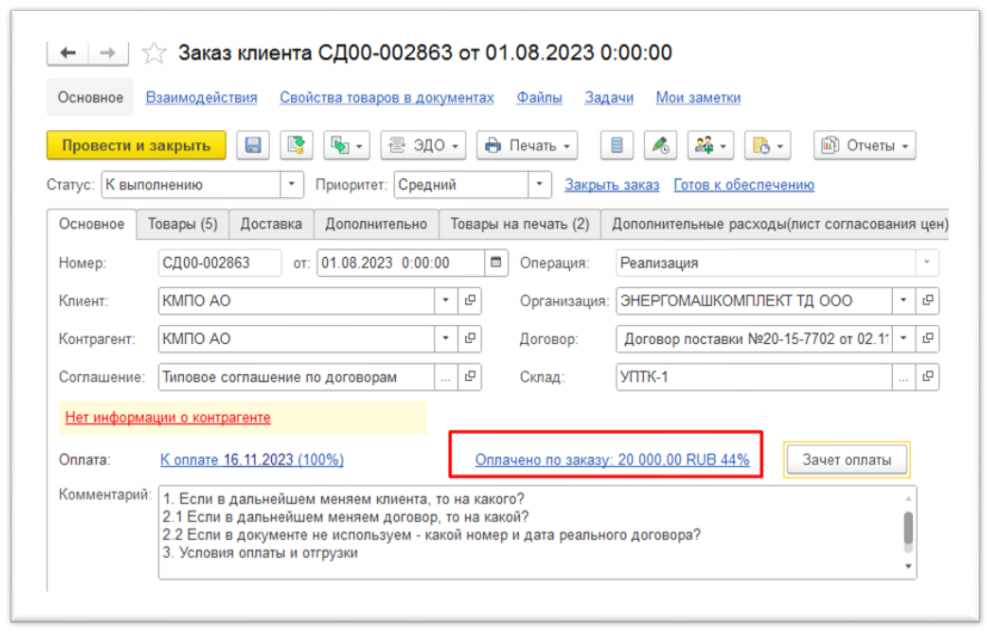 Заказ клиента СД00-002863 от 01.08.2023 0:00:00
Основное Взаимодействия Свойства товаров в документах Файлы Задачи Мои заметки
Провести и закрыть ЭДО Печать Отчеты
Статус: К выполнению Приоритет: Средний Закрыть заказ Готов к обеспечению
Основное Товары (5) Доставка Дополнительно Товары на печать (2) Дополнительные расходы(лист согласования цен)
Номер: СД00-002863 от: 01.08.2023 0:00:00 Операция: Реализация
Клиент: КМПО АО Организация: ЭНЕРГОМАШКОМПЛЕКТ ТД ООО
Контрагент: КМПО АО Договор: Договор поставки №20-15-7702 от 02.1
Соглашение: Типовое соглашение по договорам ... Склад: УПТК-1 ...
Нет информации о контрагенте
Оплата: К оплате 16.11.2023 (100%) Оплачено по заказу: 20 000,00 RUB 44% Зачет оплаты
Комментарий: 1. Если в дальнейшем меняем клиента, то на какого?
2.1 Если в дальнейшем меняем договор, то на какой?
2.2 Если в документе не используем - какой номер и дата реального договора?
3. Условия оплаты и отгрузки